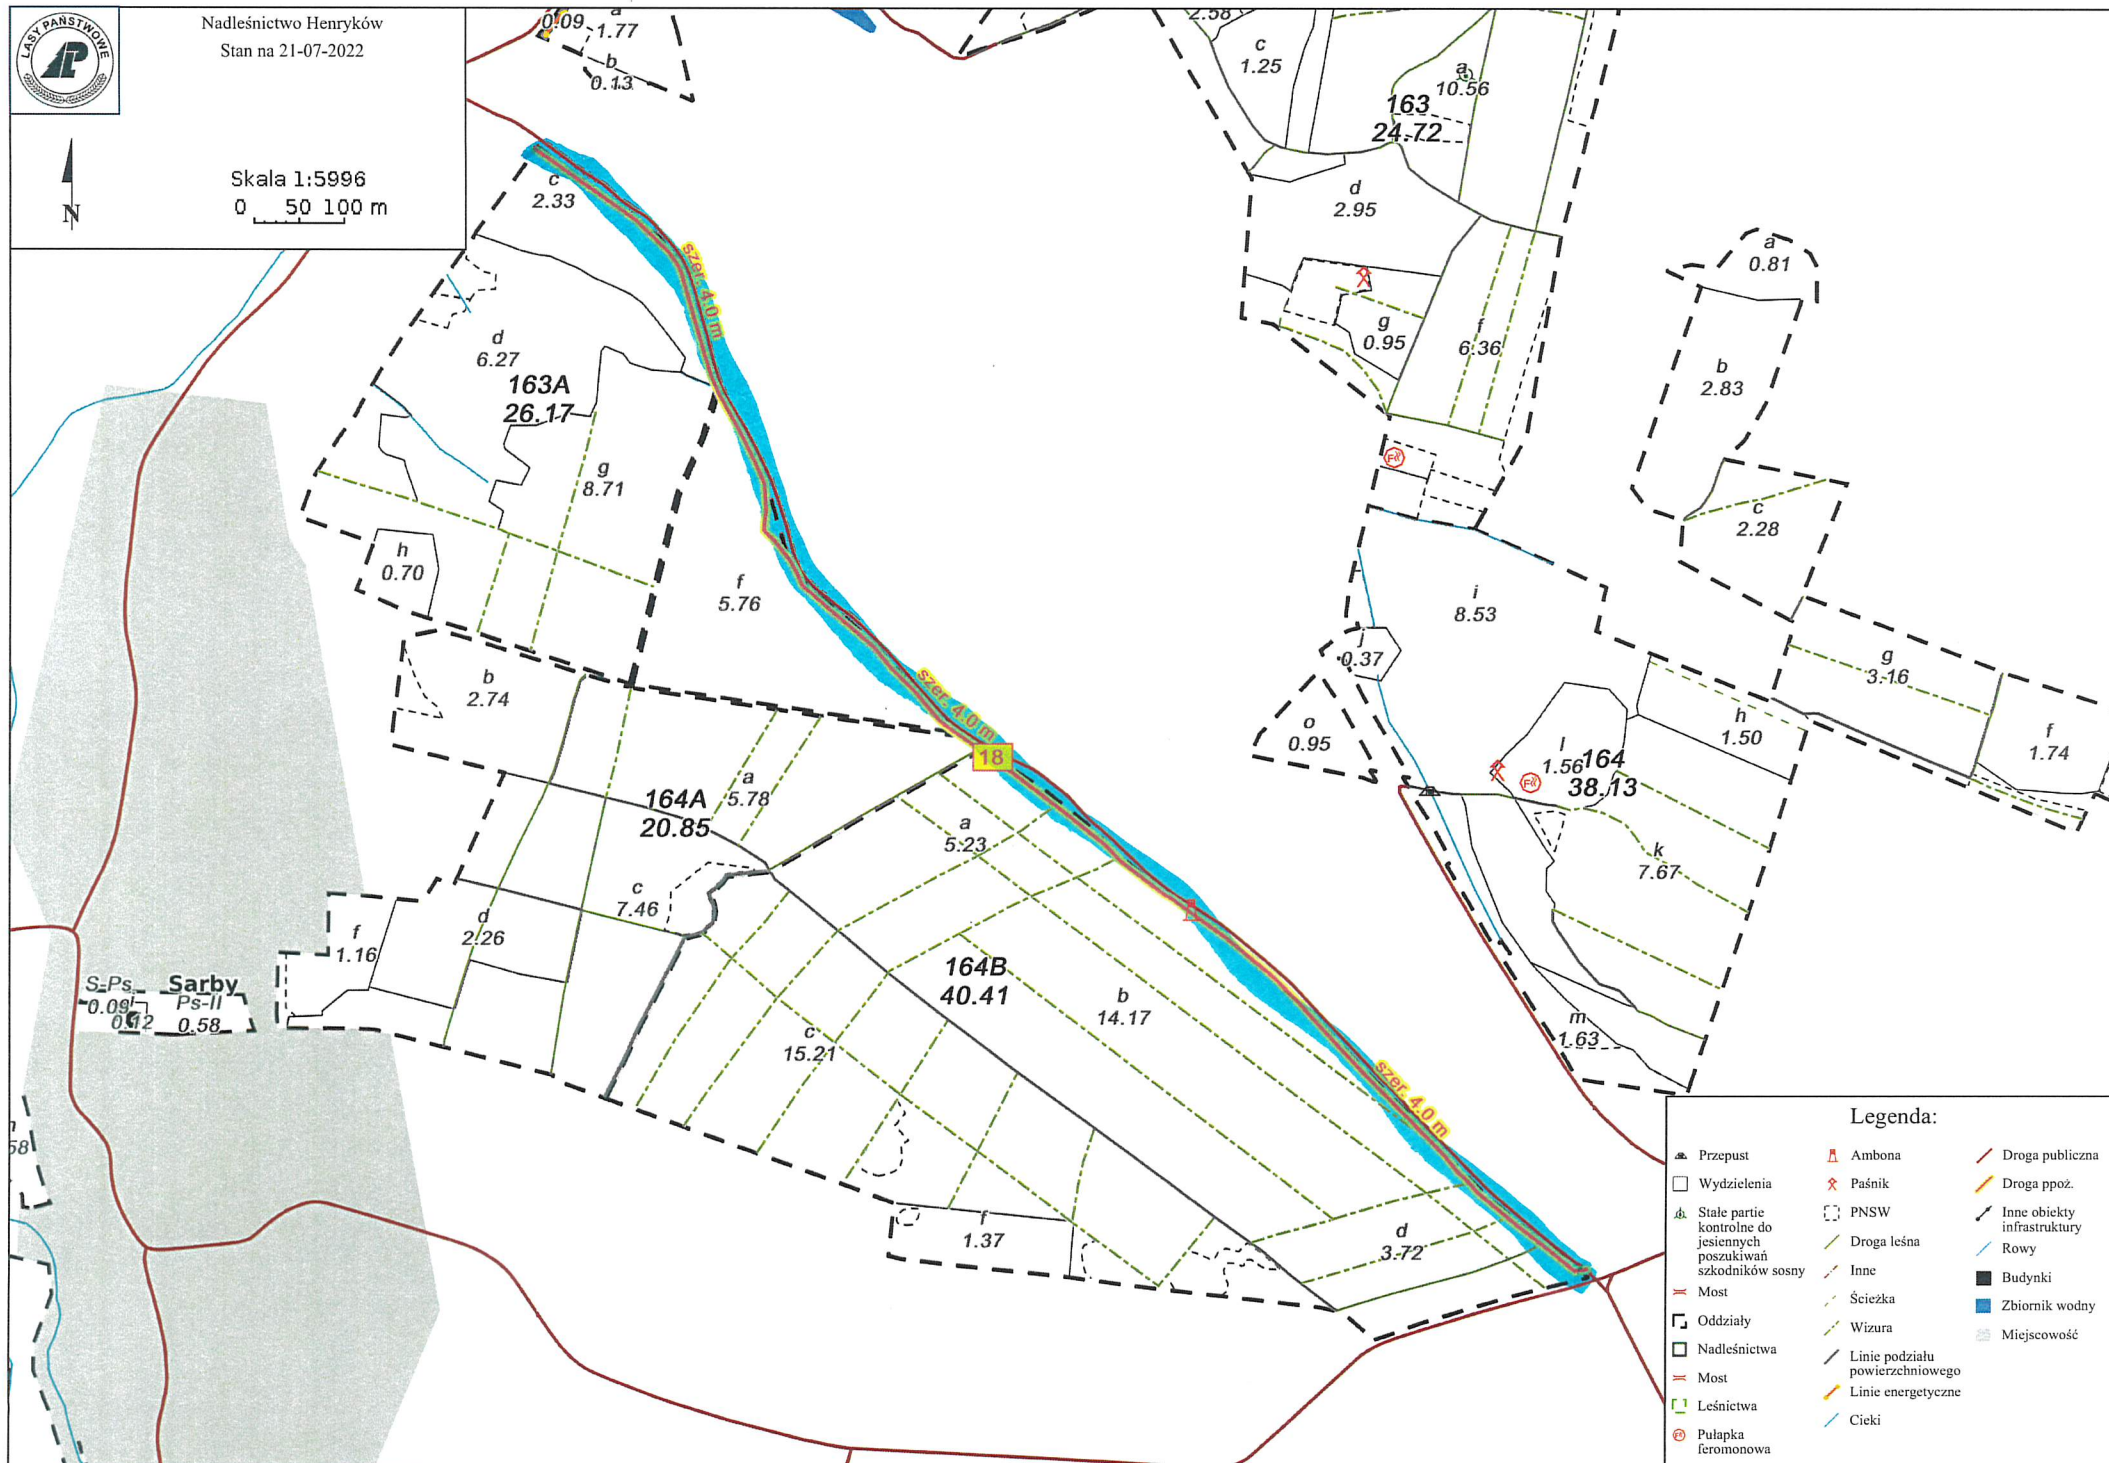 LASY PAŃSTWOWE
Nadleśnictwo Henryków
Stan na 21-07-2022
Skala 1:5996
0 50 100 m
N
0.09
a
1.77
b
0.13
c
2.33
szer. 4.0 m
d
6.27
163A
26.17
g
8.71
h
0.70
f
5.76
b
2.74
szer. 4.0 m
18
a
5.78
164A
20.85
a
5.23
c
7.46
d
2.26
f
1.16
S-Ps
0.09
i
0.12
Sarby
Ps-II
0.58
164B
40.41
b
14.17
c
15.21
szer. 4.0 m
f
1.37
d
3.72
58
2.58
c
1.25
a
10.56
163
24.72
d
2.95
g
0.95
f
6.36
a
0.81
b
2.83
c
2.28
i
8.53
j
0.37
o
0.95
g
3.16
f
1.74
h
1.50
l
1.56
164
38.13
k
7.67
m
1.63
Legenda:
Przepust
Wydzielenia
Stałe partie
kontrolne do
jesiennych
poszukiwań
szkodników sosny
Most
Oddziały
Nadleśnictwa
Most
Leśnictwa
Pułapka
feromonowa
Ambona
Paśnik
PNSW
Droga leśna
Inne
Ścieżka
Wizura
Linie podziału
powierzchniowego
Linie energetyczne
Cieki
Droga publiczna
Droga ppoż.
Inne obiekty
infrastruktury
Rowy
Budynki
Zbiornik wodny
Miejscowość